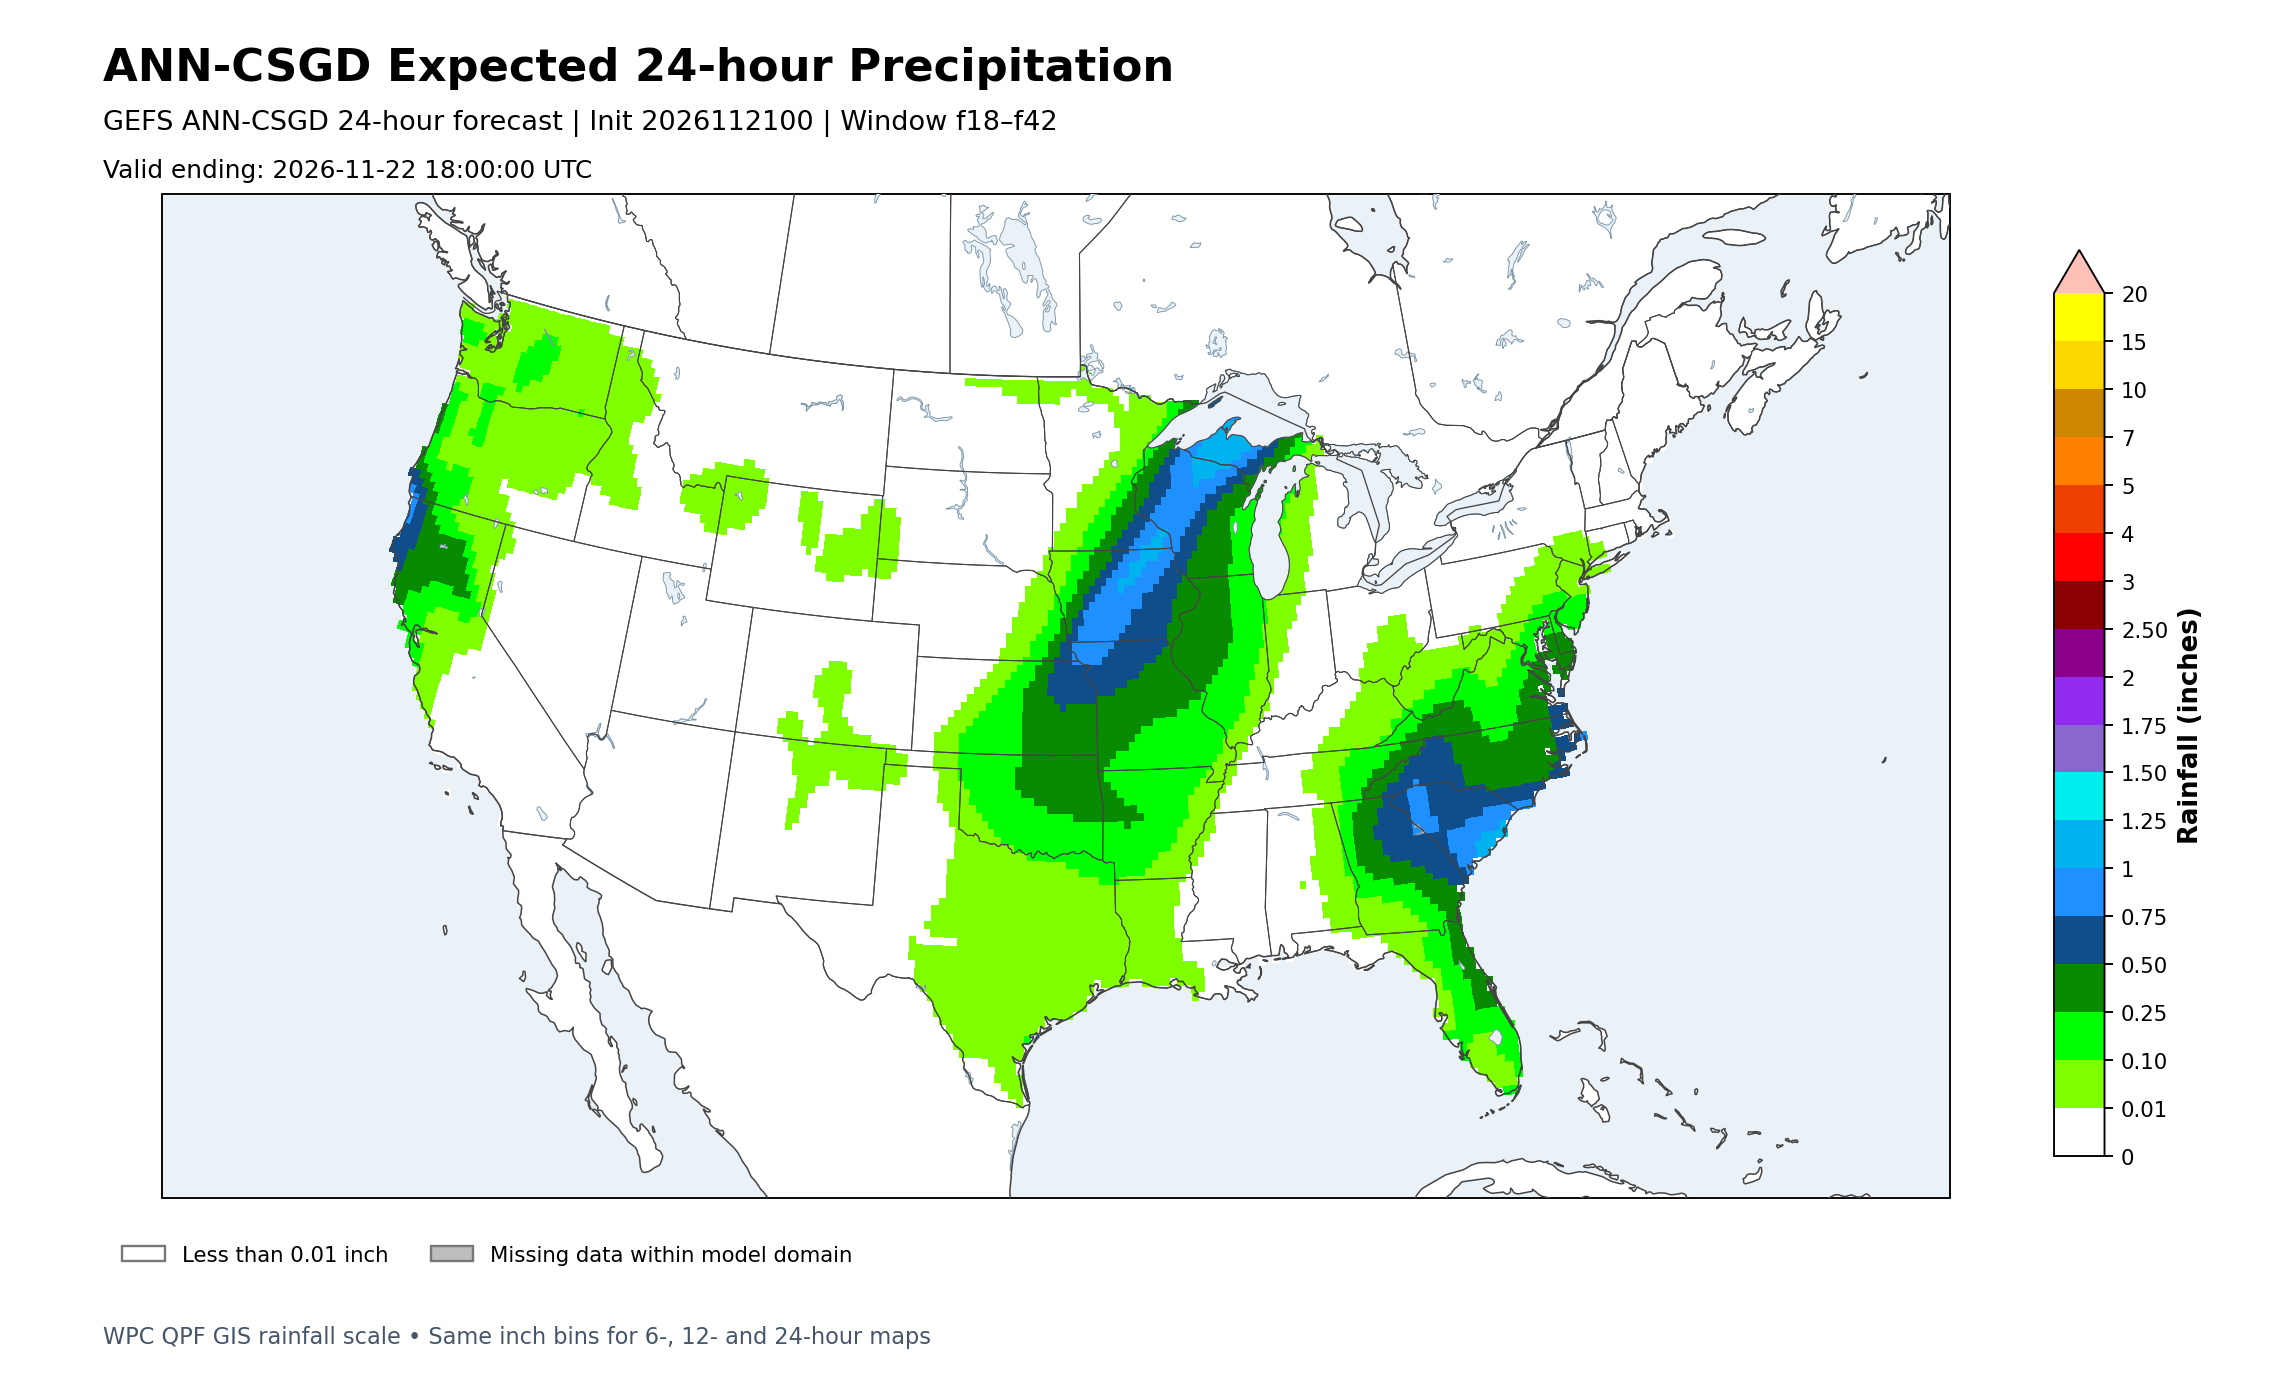 ANN-CSGD Expected 24-hour Precipitation
GEFS ANN-CSGD 24-hour forecast | Init 2026112100 | Window f18–f42
Valid ending: 2026-11-22 18:00:00 UTC
20
15
10
7
5
4
3
2.50
2
1.75
1.50
1.25
1
0.75
0.50
0.25
0.10
0.01
0
Rainfall (inches)
Less than 0.01 inch
Missing data within model domain
WPC QPF GIS rainfall scale • Same inch bins for 6-, 12- and 24-hour maps